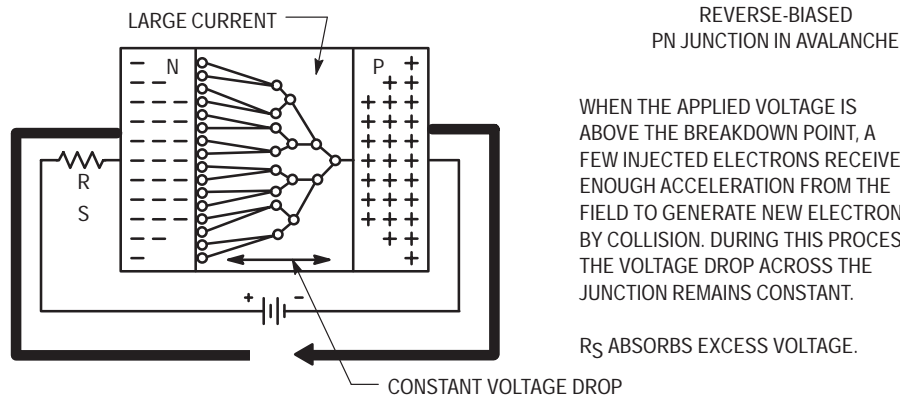 LARGE CURRENT
N
P
R
S
+ −
CONSTANT VOLTAGE DROP
REVERSE-BIASED
PN JUNCTION IN AVALANCHE
WHEN THE APPLIED VOLTAGE IS
ABOVE THE BREAKDOWN POINT, A
FEW INJECTED ELECTRONS RECEIVE
ENOUGH ACCELERATION FROM THE
FIELD TO GENERATE NEW ELECTRON
BY COLLISION. DURING THIS PROCES
THE VOLTAGE DROP ACROSS THE
JUNCTION REMAINS CONSTANT.
RS ABSORBS EXCESS VOLTAGE.